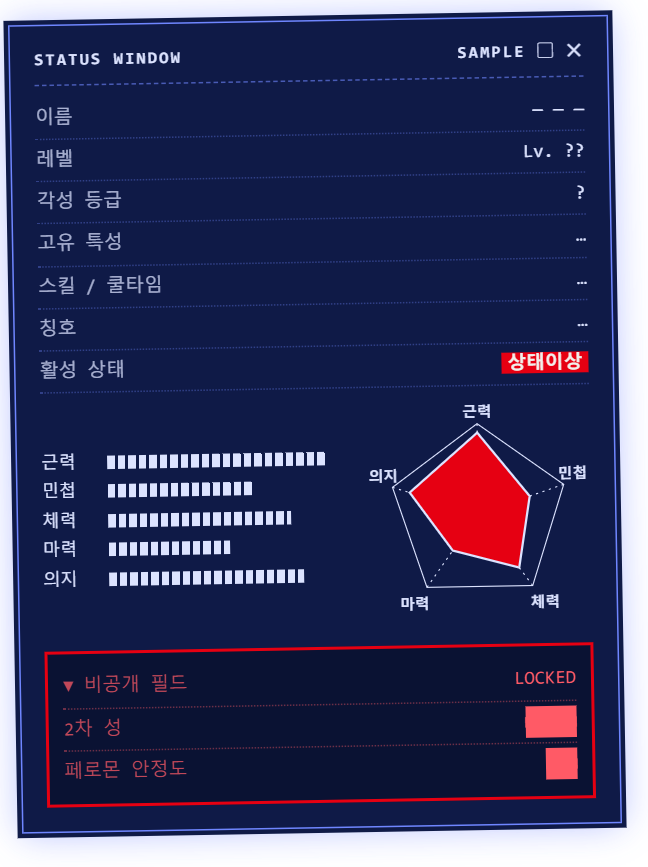 STATUS WINDOW SAMPLE □ ✕
이름 — — —
레벨 Lv. ??
각성 등급 ?
고유 특성 …
스킬 / 쿨타임 …
칭호 …
활성 상태 상태이상
근력
민첩
체력
마력
의지
근력
민첩
체력
마력
의지
▼ 비공개 필드 LOCKED
2차 성
페로몬 안정도